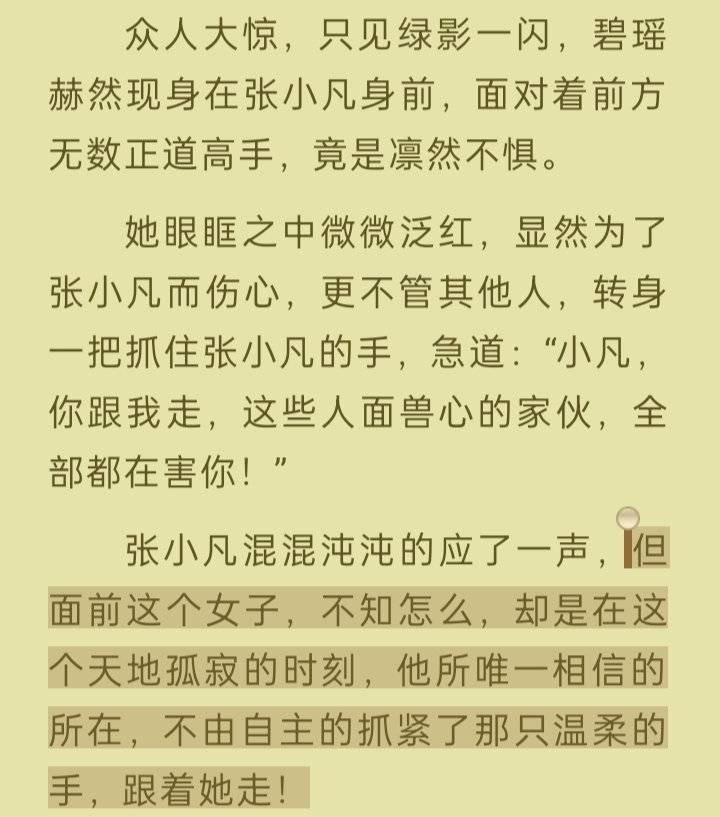 众人大惊，只见绿影一闪，碧瑶
赫然现身在张小凡身前，面对着前方
无数正道高手，竟是凛然不惧。
她眼眶之中微微泛红，显然为了
张小凡而伤心，更不管其他人，转身
一把抓住张小凡的手，急道：“小凡，
你跟我走，这些人面兽心的家伙，全
部都在害你！”
张小凡混混沌沌的应了一声，但
面前这个女子，不知怎么，却是在这
个天地孤寂的时刻，他所唯一相信的
所在，不由自主的抓紧了那只温柔的
手，跟着她走！